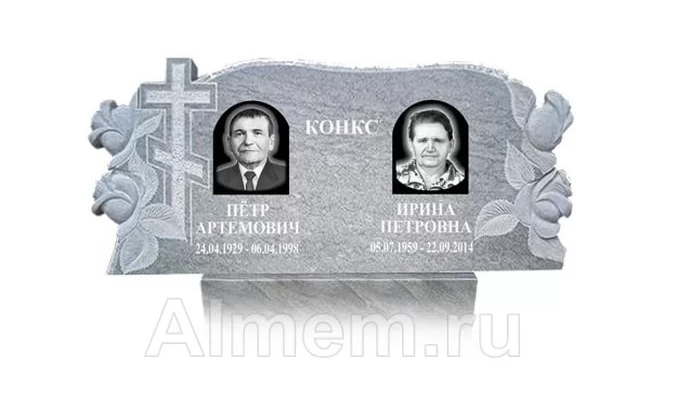 КОНКС
ПЁТР
АРТЕМОВИЧ
24.04.1929 - 06.04.1998
ИРИНА
ПЕТРОВНА
05.07.1959 - 22.09.2014
Almem.ru